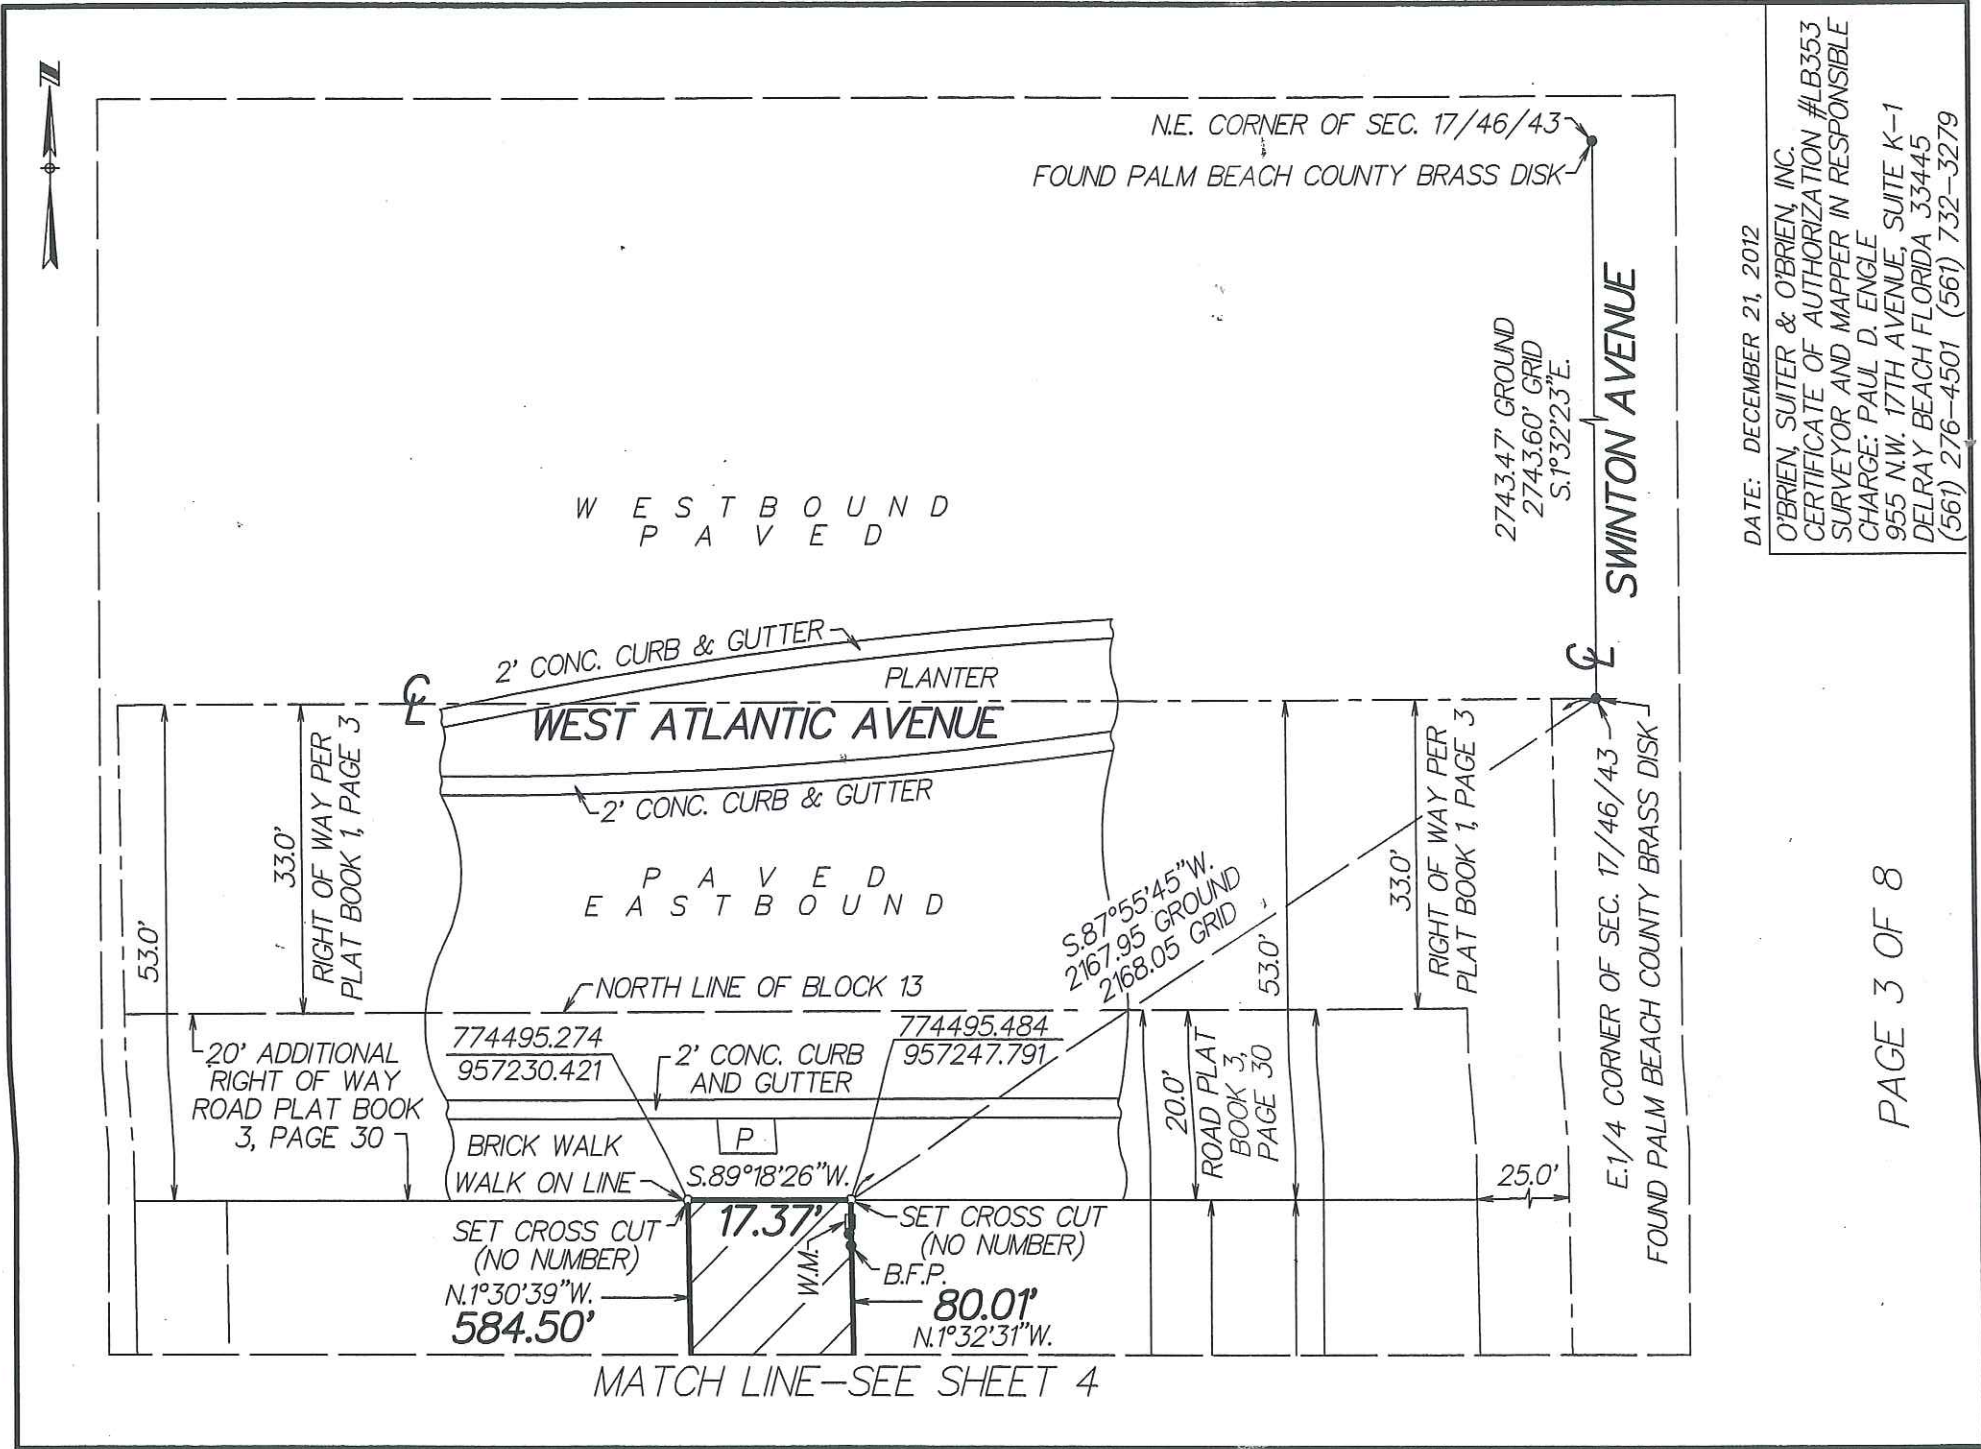 N
N.E. CORNER OF SEC. 17/46/43
FOUND PALM BEACH COUNTY BRASS DISK
2743.47' GROUND
2743.60' GRID
S.1°32'23"E.
SWINTON AVENUE
DATE: DECEMBER 21, 2012
O'BRIEN, SUITER & O'BRIEN, INC.
CERTIFICATE OF AUTHORIZATION #LB353
SURVEYOR AND MAPPER IN RESPONSIBLE
CHARGE: PAUL D. ENGLE
955 N.W. 17TH AVENUE, SUITE K-1
DELRAY BEACH FLORIDA 33445
(561) 276-4501 (561) 732-3279
WESTBOUND
PAVED
2' CONC. CURB & GUTTER
PLANTER
CL
WEST ATLANTIC AVENUE
CL
2' CONC. CURB & GUTTER
53.0'
33.0'
RIGHT OF WAY PER
PLAT BOOK 1, PAGE 3
PAVED
EASTBOUND
S.87°55'45"W.
2167.95 GROUND
2168.05 GRID
53.0'
33.0'
RIGHT OF WAY PER
PLAT BOOK 1, PAGE 3
E.1/4 CORNER OF SEC. 17/46/43
FOUND PALM BEACH COUNTY BRASS DISK
NORTH LINE OF BLOCK 13
20' ADDITIONAL
RIGHT OF WAY
ROAD PLAT BOOK
3, PAGE 30
774495.274
957230.421
2' CONC. CURB
AND GUTTER
774495.484
957247.791
20.0'
ROAD PLAT
BOOK 3,
PAGE 30
25.0'
BRICK WALK
P
WALK ON LINE
S.89°18'26"W.
17.37'
SET CROSS CUT
(NO NUMBER)
N.1°30'39"W.
584.50'
W.M.
SET CROSS CUT
(NO NUMBER)
B.F.P.
80.01'
N.1°32'31"W.
MATCH LINE-SEE SHEET 4
PAGE 3 OF 8